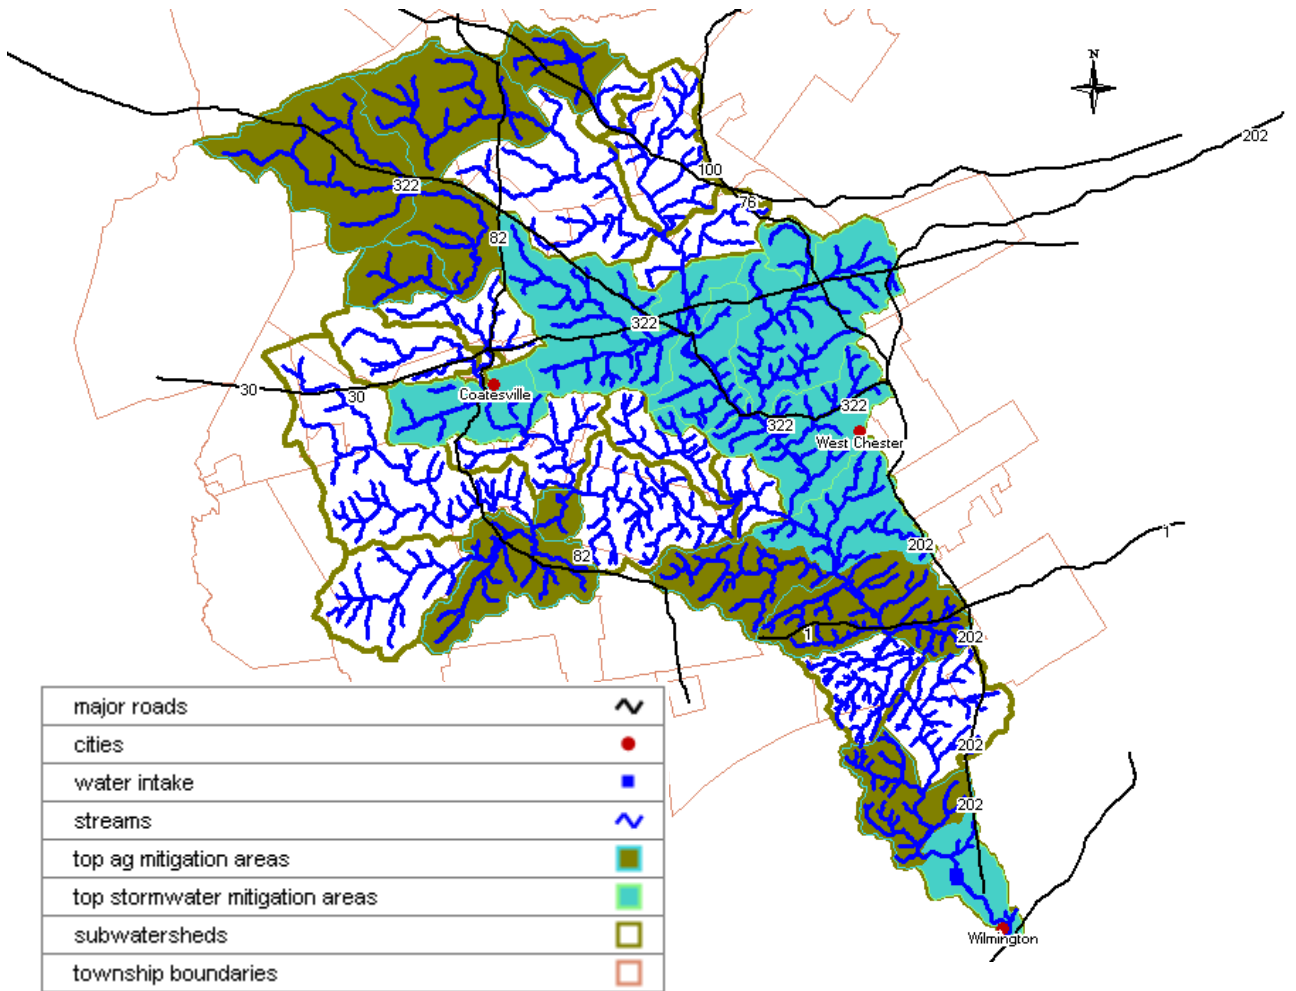 N
202
100
76
322
82
322
30
30
Coatesville
322
322
West Chester
202
82
1
1
202
202
202
Wilmington
major roads
cities
water intake
streams
top ag mitigation areas
top stormwater mitigation areas
subwatersheds
township boundaries